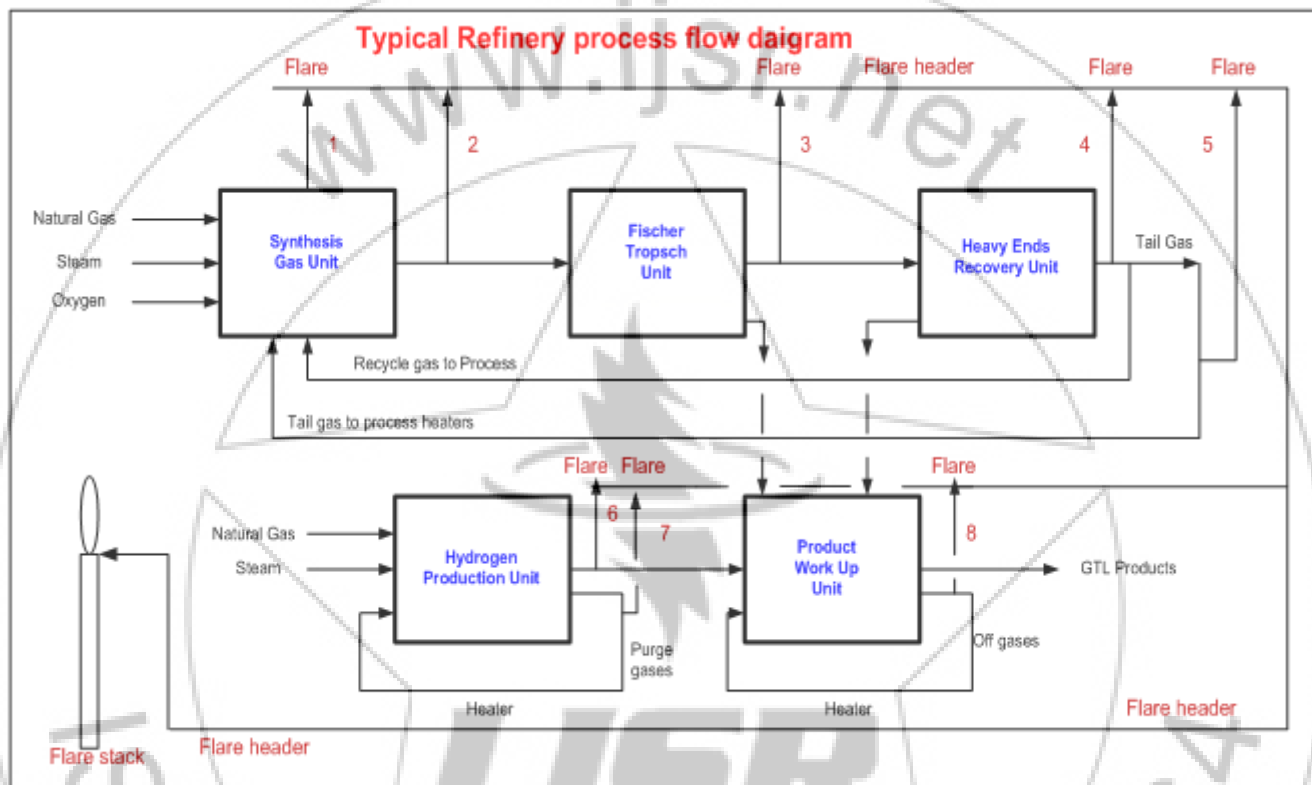 Typical Refinery process flow daigram
Flare
Flare
Flare header
Flare
Flare
www.ijsr.net
1
2
3
4
5
Natural Gas
Steam
Oxygen
Synthesis
Gas Unit
Fischer
Tropsch
Unit
Heavy Ends
Recovery Unit
Tail Gas
Recycle gas to Process
Tail gas to process heaters
Flare
Flare
Flare
6
7
8
Natural Gas
Steam
Hydrogen
Production Unit
Product
Work Up
Unit
GTL Products
Purge
gases
Off gases
Heater
Heater
Flare header
Flare header
Flare stack